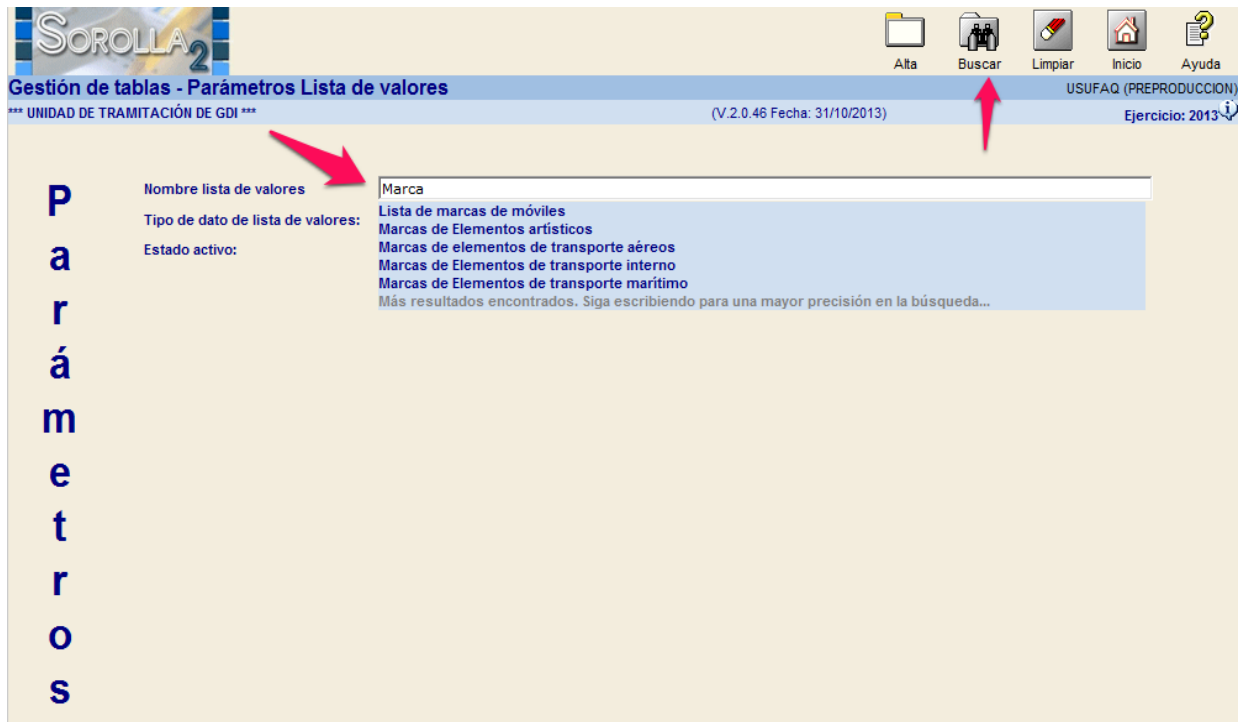 SOROLLA2
Alta Buscar Limpiar Inicio Ayuda
Gestión de tablas - Parámetros Lista de valores
USUFAQ (PREPRODUCCION)
*** UNIDAD DE TRAMITACIÓN DE GDI ***
(V.2.0.46 Fecha: 31/10/2013)
Ejercicio: 2013
Nombre lista de valores
Marca
Tipo de dato de lista de valores:
Estado activo:
Lista de marcas de móviles
Marcas de Elementos artísticos
Marcas de elementos de transporte aéreos
Marcas de Elementos de transporte interno
Marcas de Elementos de transporte marítimo
Más resultados encontrados. Siga escribiendo para una mayor precisión en la búsqueda...
P
a
r
á
m
e
t
r
o
s